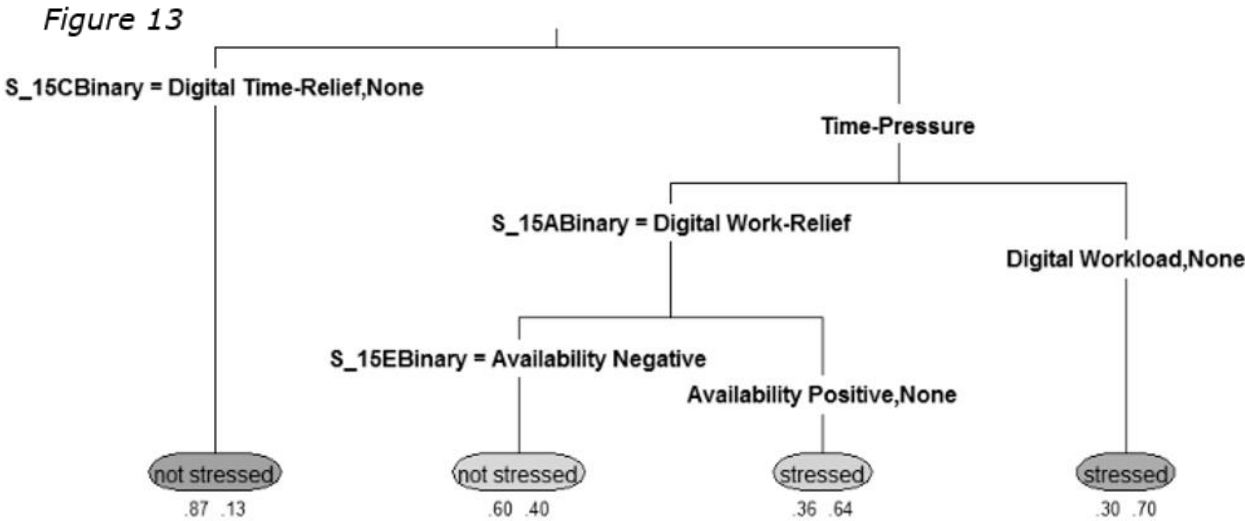 Figure 13
S_15CBinary = Digital Time-Relief,None
Time-Pressure
S_15ABinary = Digital Work-Relief
Digital Workload,None
S_15EBinary = Availability Negative
Availability Positive,None
not stressed
not stressed
stressed
stressed
.87 .13
.60 .40
.36 .64
.30 .70